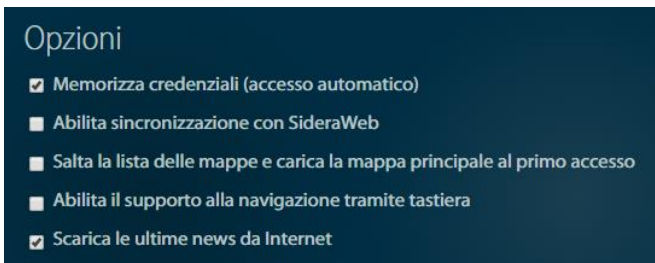 Opzioni
Memorizza credenziali (accesso automatico)
Abilita sincronizzazione con SideraWeb
Salta la lista delle mappe e carica la mappa principale al primo accesso
Abilita il supporto alla navigazione tramite tastiera
Scarica le ultime news da Internet